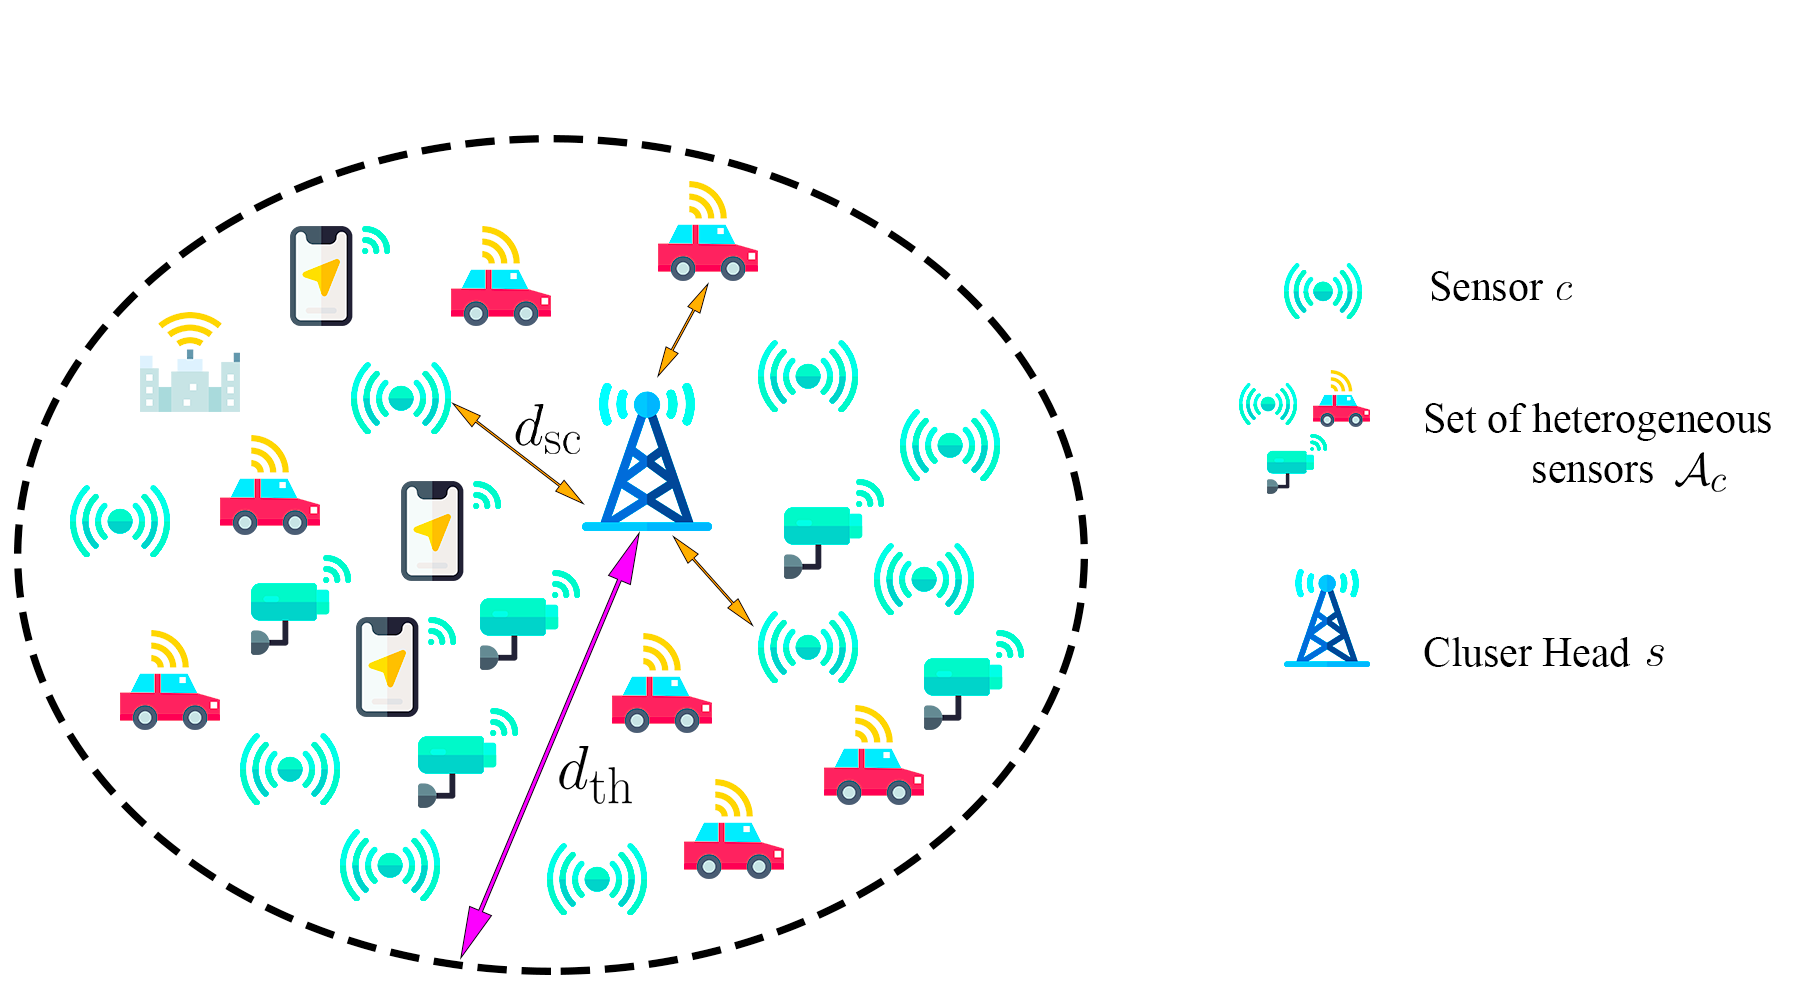 d_sc
d_th
Sensor c
Set of heterogeneous
sensors 𝒜_c
Cluser Head s